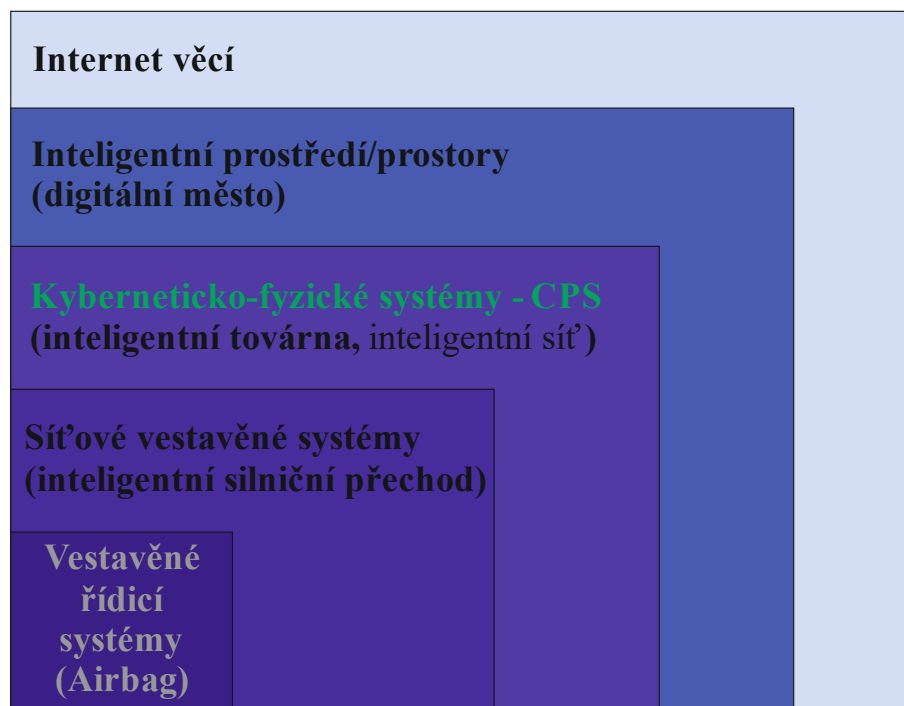 Internet věcí
Inteligentní prostředí/prostory
(digitální město)
Kyberneticko-fyzické systémy - CPS
(inteligentní továrna, inteligentní síť)
Síťové vestavěné systémy
(inteligentní silniční přechod)
Vestavěné
řídicí
systémy
(Airbag)